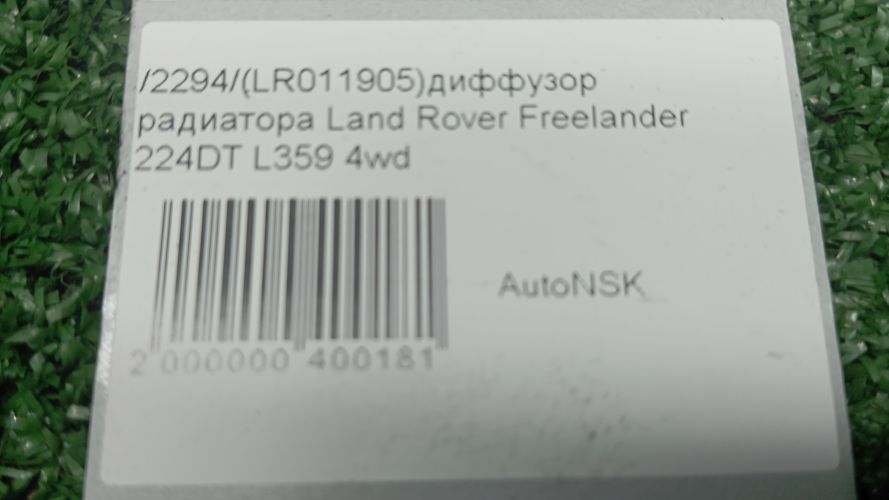 /2294/(LR011905)диффузор
радиатора Land Rover Freelander
224DT L359 4wd
AutoNSK
2 000000 400181